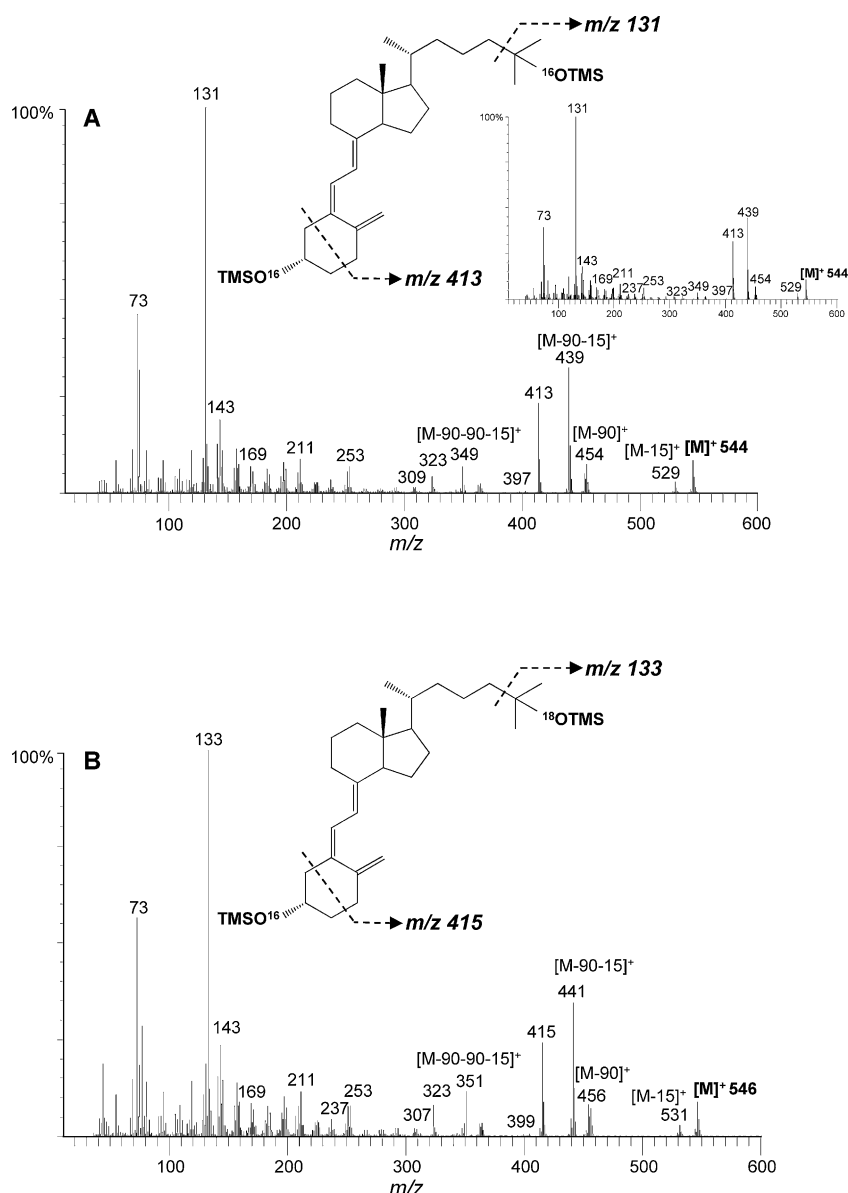 m/z 131
¹⁶OTMS
100%
A
131
73
143
169
211
253
309
323
[M-90-90-15]⁺
349
397
413
[M-90-15]⁺
439
[M-90]⁺
454
[M-15]⁺
529
[M]⁺ 544
TMSO¹⁶
m/z 413
100%
131
73
143
169
211
237
253
323
349
397
413
439
454
529
[M]⁺ 544
100 200 300 400 500 600
100 200 300 400 500 600
m/z
m/z 133
¹⁸OTMS
100%
B
133
73
143
169
211
237
253
307
323
[M-90-90-15]⁺
351
399
415
[M-90-15]⁺
441
[M-90]⁺
456
[M-15]⁺
531
[M]⁺ 546
TMSO¹⁶
m/z 415
100 200 300 400 500 600
m/z